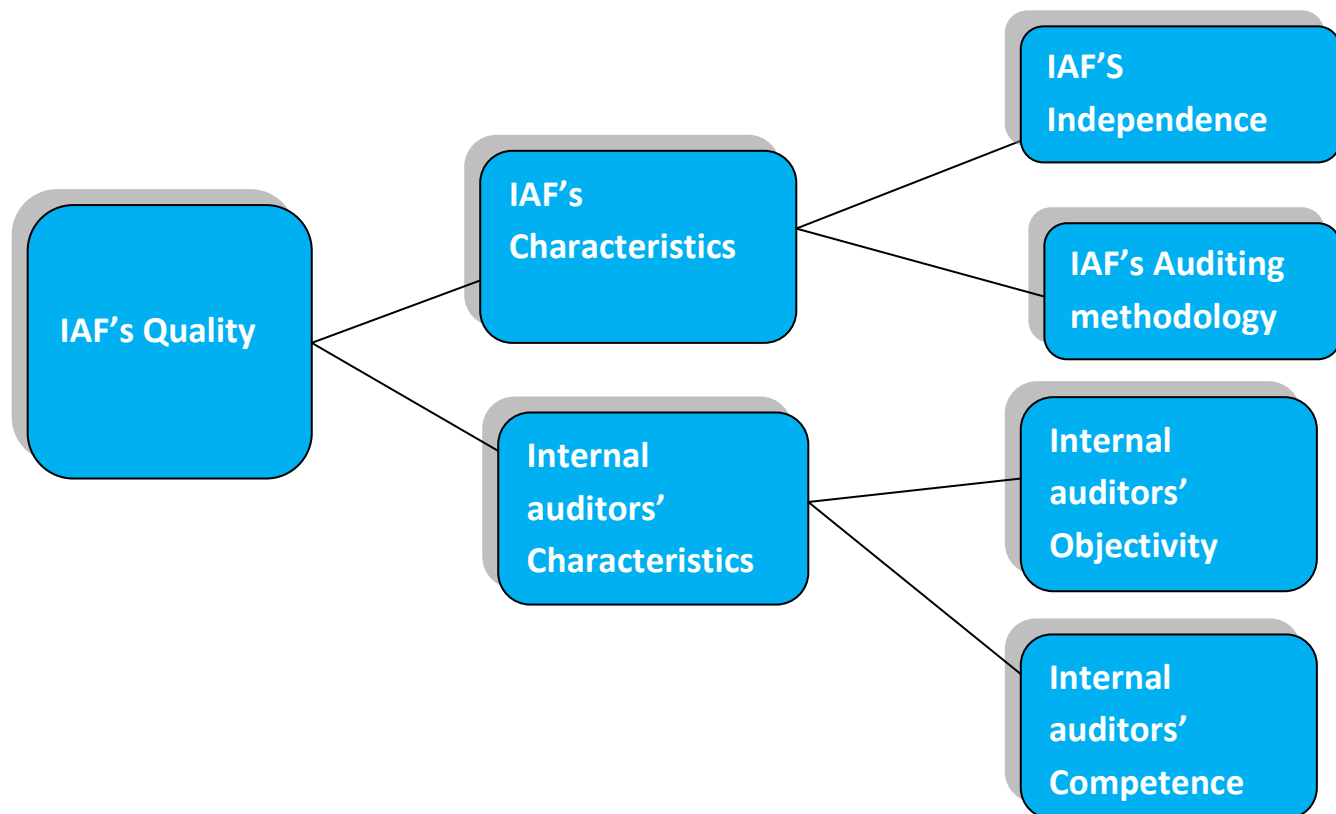 IAF’s Quality
IAF’s
Characteristics
Internal
auditors’
Characteristics
IAF’S
Independence
IAF’s Auditing
methodology
Internal
auditors’
Objectivity
Internal
auditors’
Competence